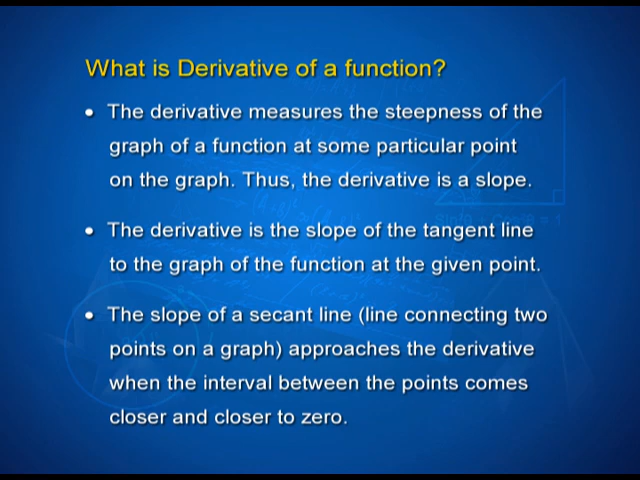 What is Derivative of a function?
• The derivative measures the steepness of the
graph of a function at some particular point
on the graph. Thus, the derivative is a slope.
• The derivative is the slope of the tangent line
to the graph of the function at the given point.
• The slope of a secant line (line connecting two
points on a graph) approaches the derivative
when the interval between the points comes
closer and closer to zero.